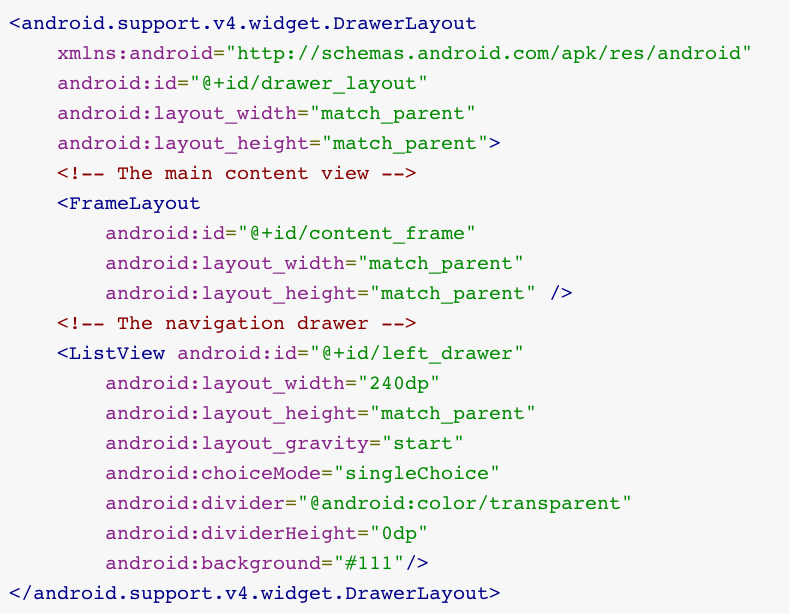 <android.support.v4.widget.DrawerLayout
    xmlns:android="http://schemas.android.com/apk/res/android"
    android:id="@+id/drawer_layout"
    android:layout_width="match_parent"
    android:layout_height="match_parent">
    <!-- The main content view -->
    <FrameLayout
        android:id="@+id/content_frame"
        android:layout_width="match_parent"
        android:layout_height="match_parent" />
    <!-- The navigation drawer -->
    <ListView android:id="@+id/left_drawer"
        android:layout_width="240dp"
        android:layout_height="match_parent"
        android:layout_gravity="start"
        android:choiceMode="singleChoice"
        android:divider="@android:color/transparent"
        android:dividerHeight="0dp"
        android:background="#111"/>
</android.support.v4.widget.DrawerLayout>